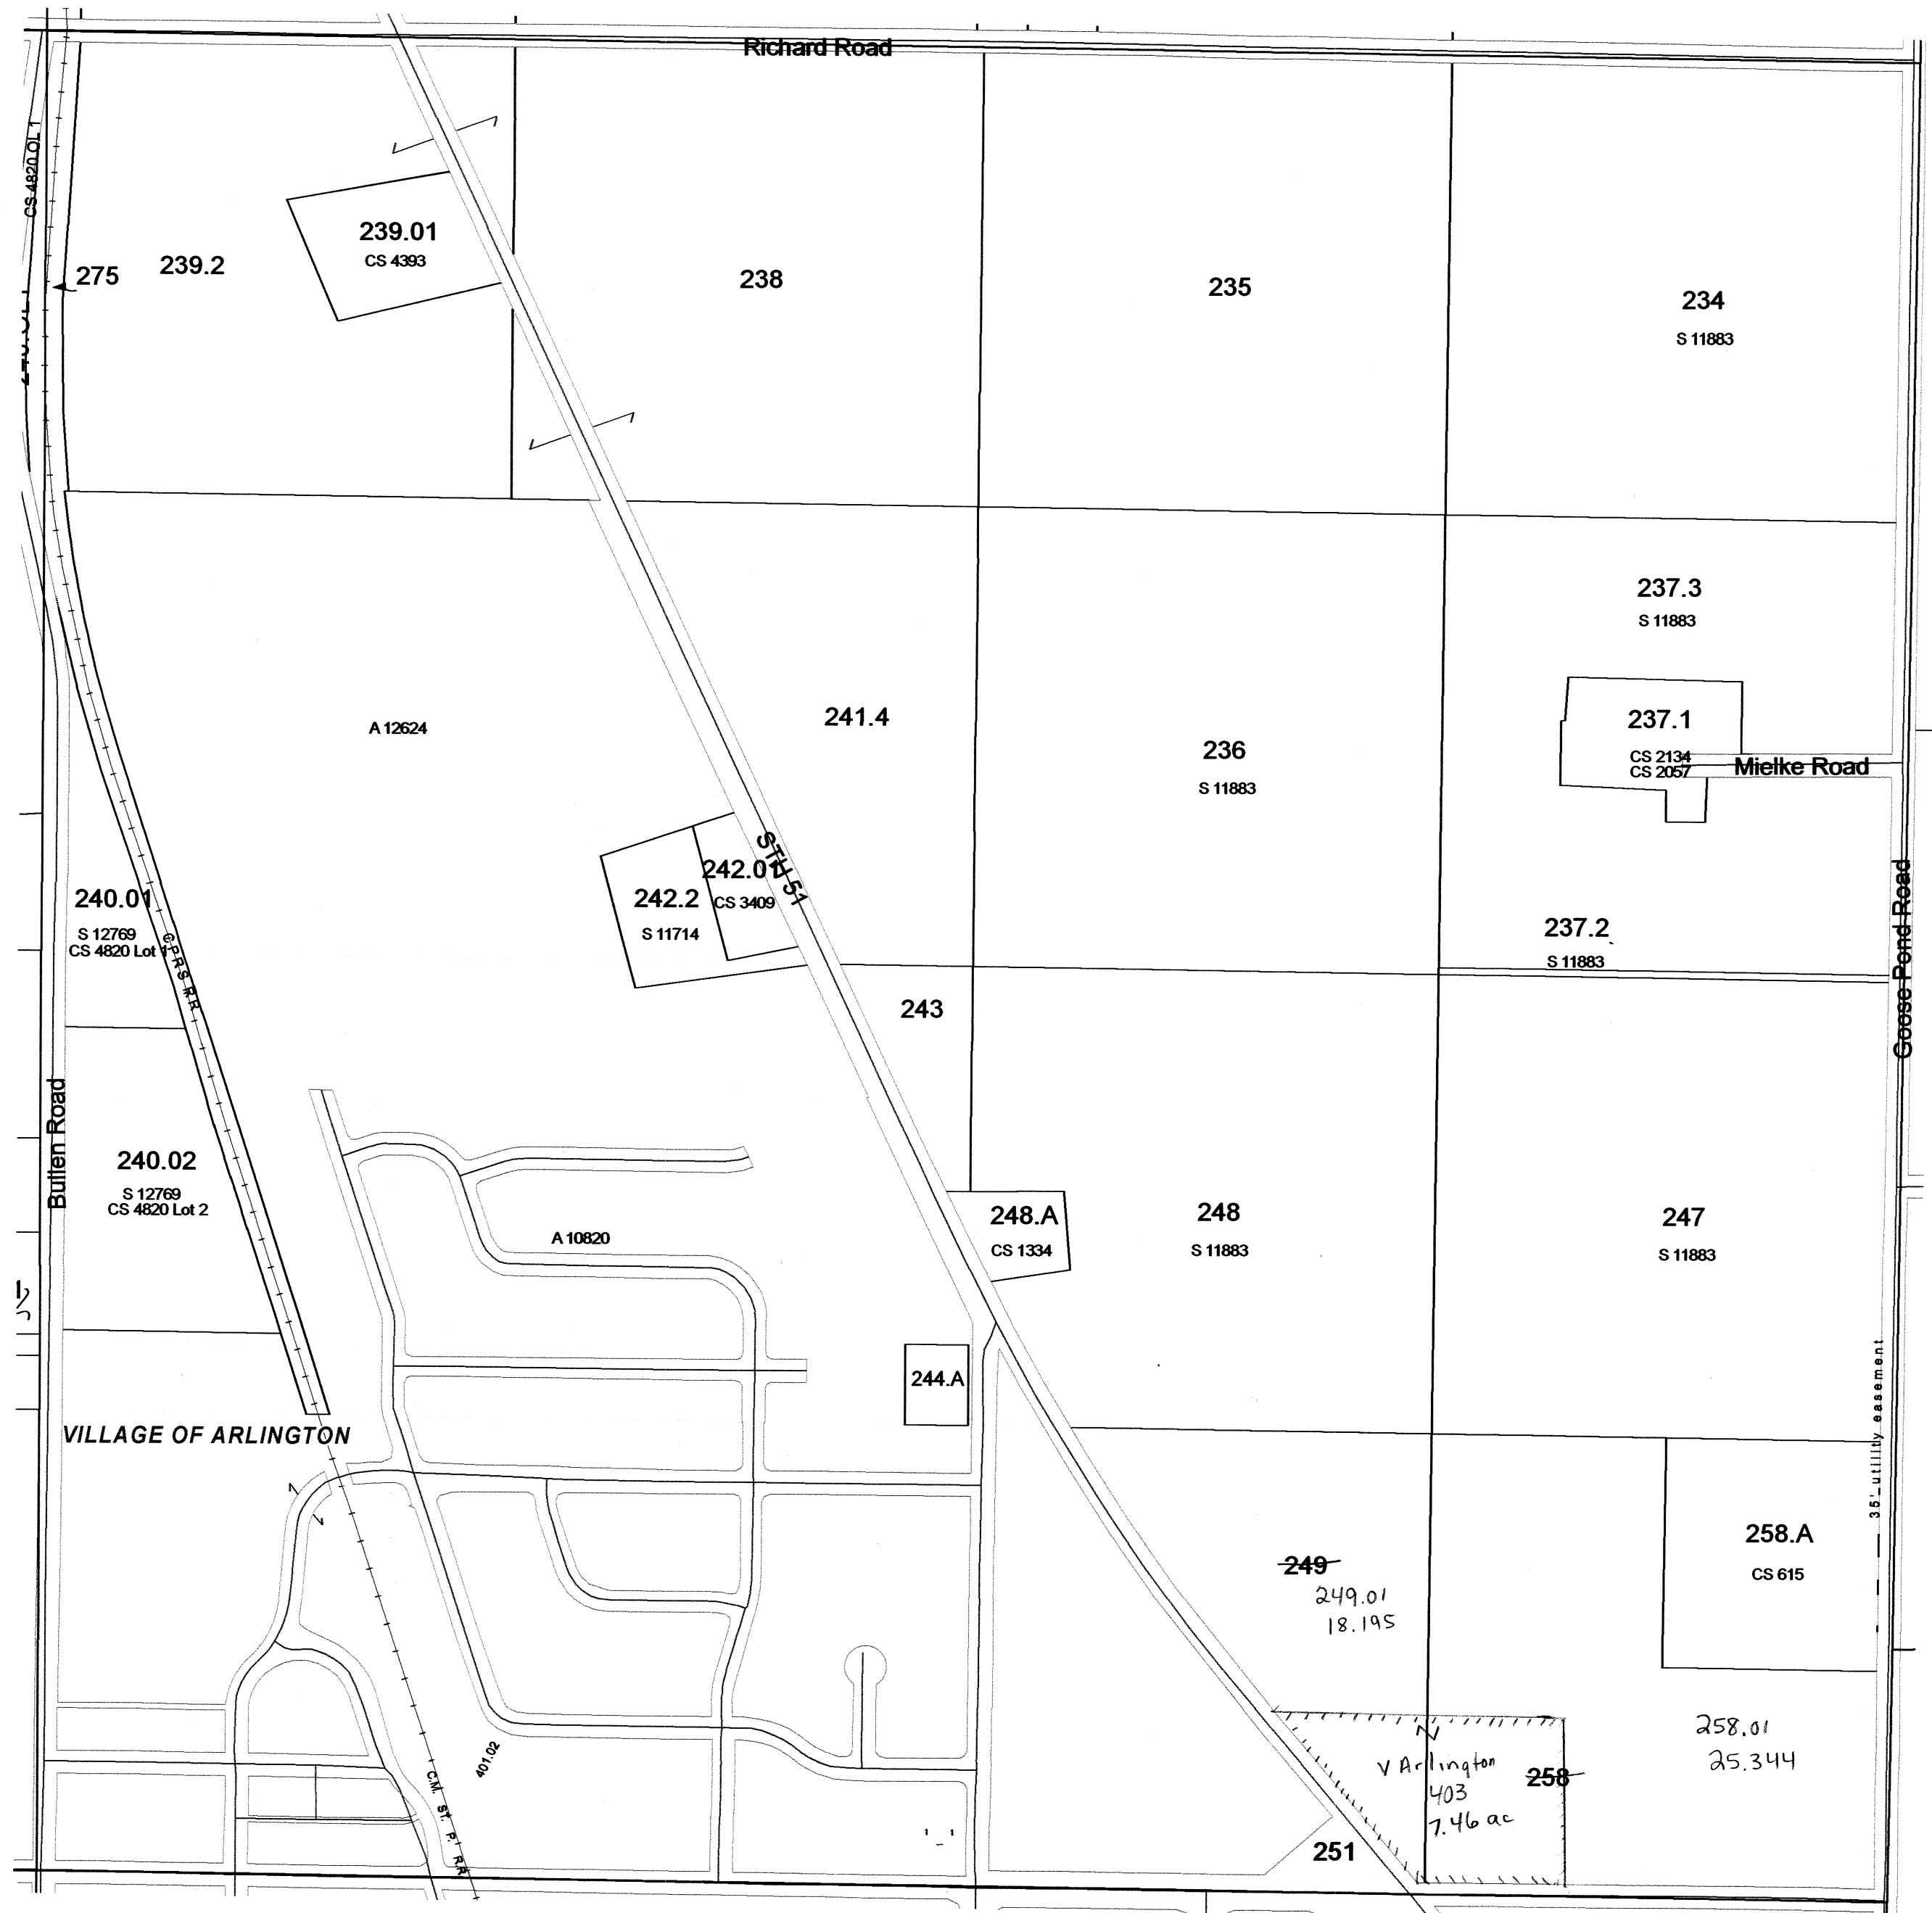 Richard Road
CS 4820 OL 1
239.01
CS 4393
275
239.2
238
235
234
S 11883
237.3
S 11883
237.1
CS 2134
CS 2057
Mielke Road
241.4
A 12624
236
S 11883
STH 51
242.01
CS 3409
242.2
S 11714
240.01
S 12769
CS 4820 Lot 1
C P R S R R
237.2
S 11883
Goose Pond Road
243
Bullen Road
240.02
S 12769
CS 4820 Lot 2
A 10820
248.A
CS 1334
248
S 11883
247
S 11883
244.A
35' utility easement
VILLAGE OF ARLINGTON
249
249.01
18.195
258.A
CS 615
258.01
25.344
401.02
C.M. ST. P. RR
V Arlington
403
7.46 ac
258
251